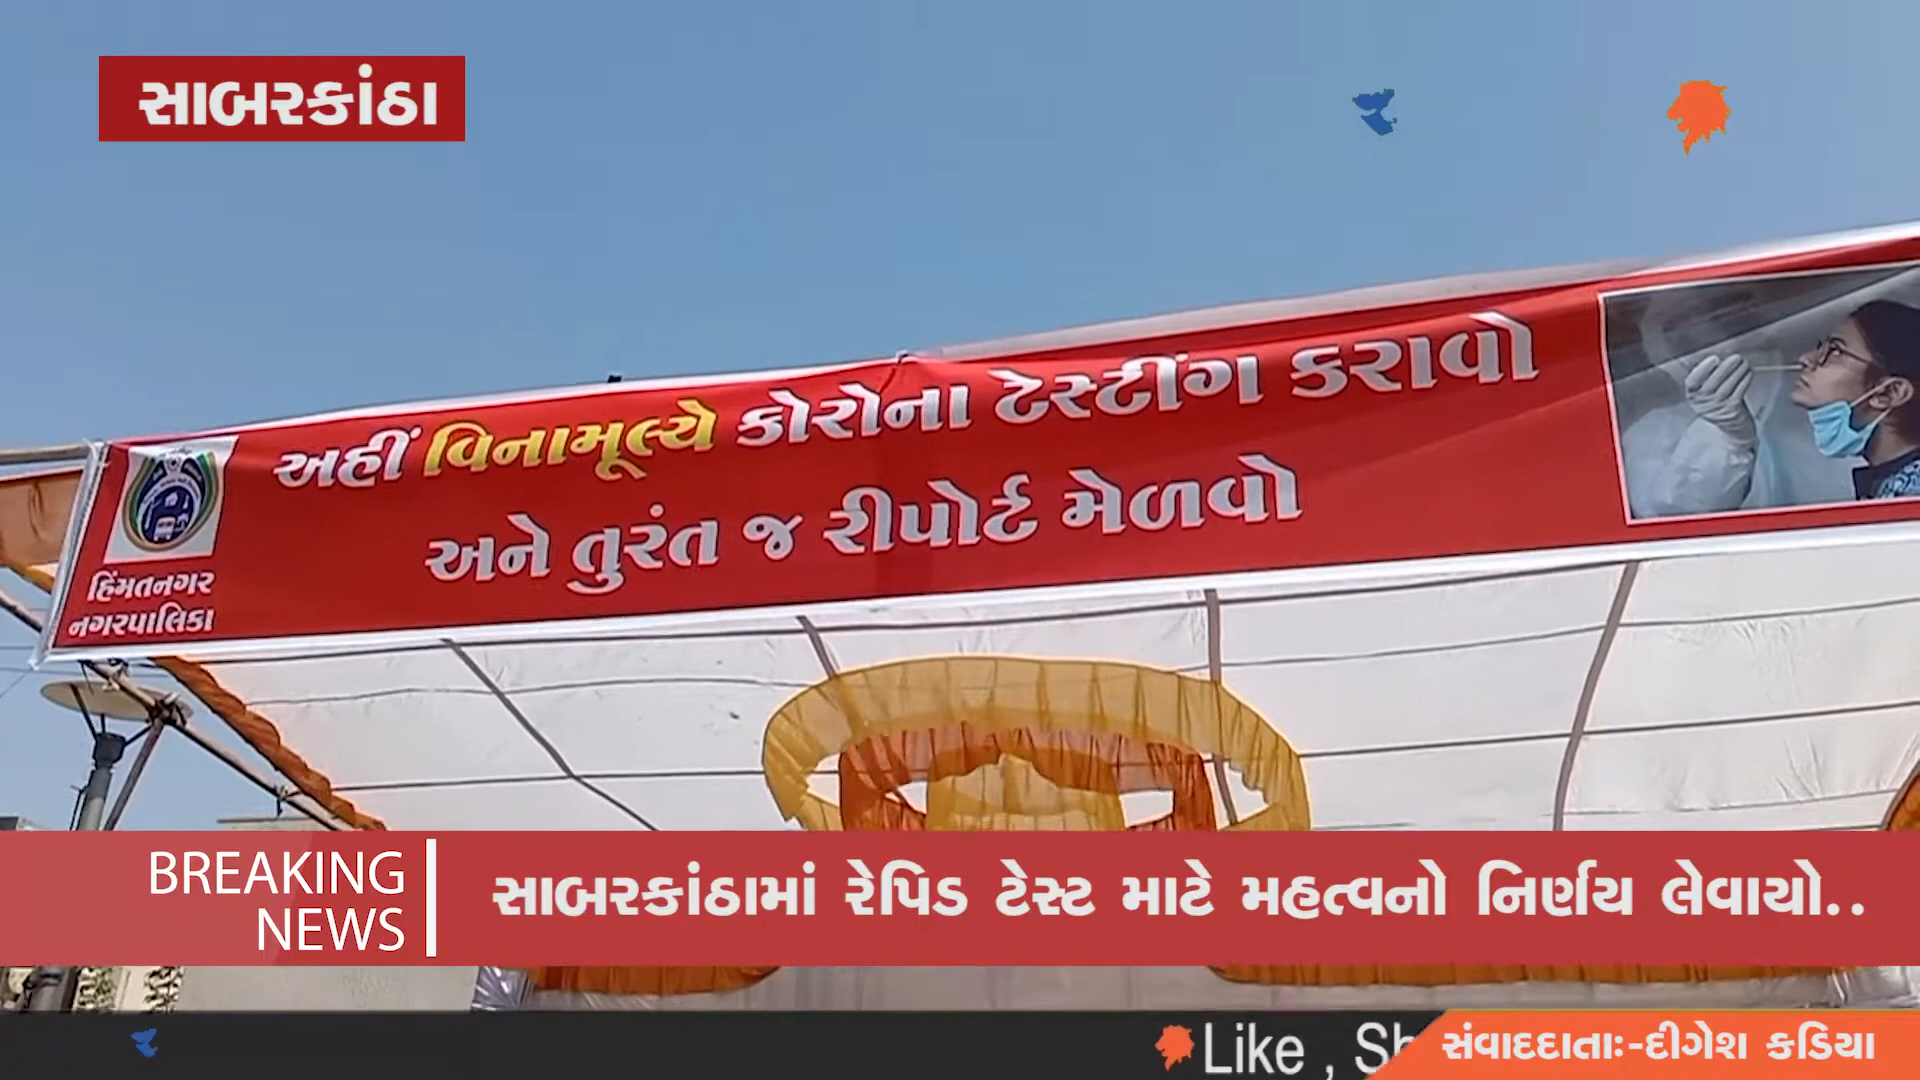 સાબરકાંઠા
અહીં વિનામૂલ્યે કોરોના ટેસ્ટીંગ કરાવો
અને તુરંત જ રીપોર્ટ મેળવો
હિંમતનગર
નગરપાલિકા
BREAKING
NEWS
સાબરકાંઠામાં રેપિડ ટેસ્ટ માટે મહત્વનો નિર્ણય લેવાયો..
Like ,
સંવાદદાતાઃ-દીગેશ કડિયા